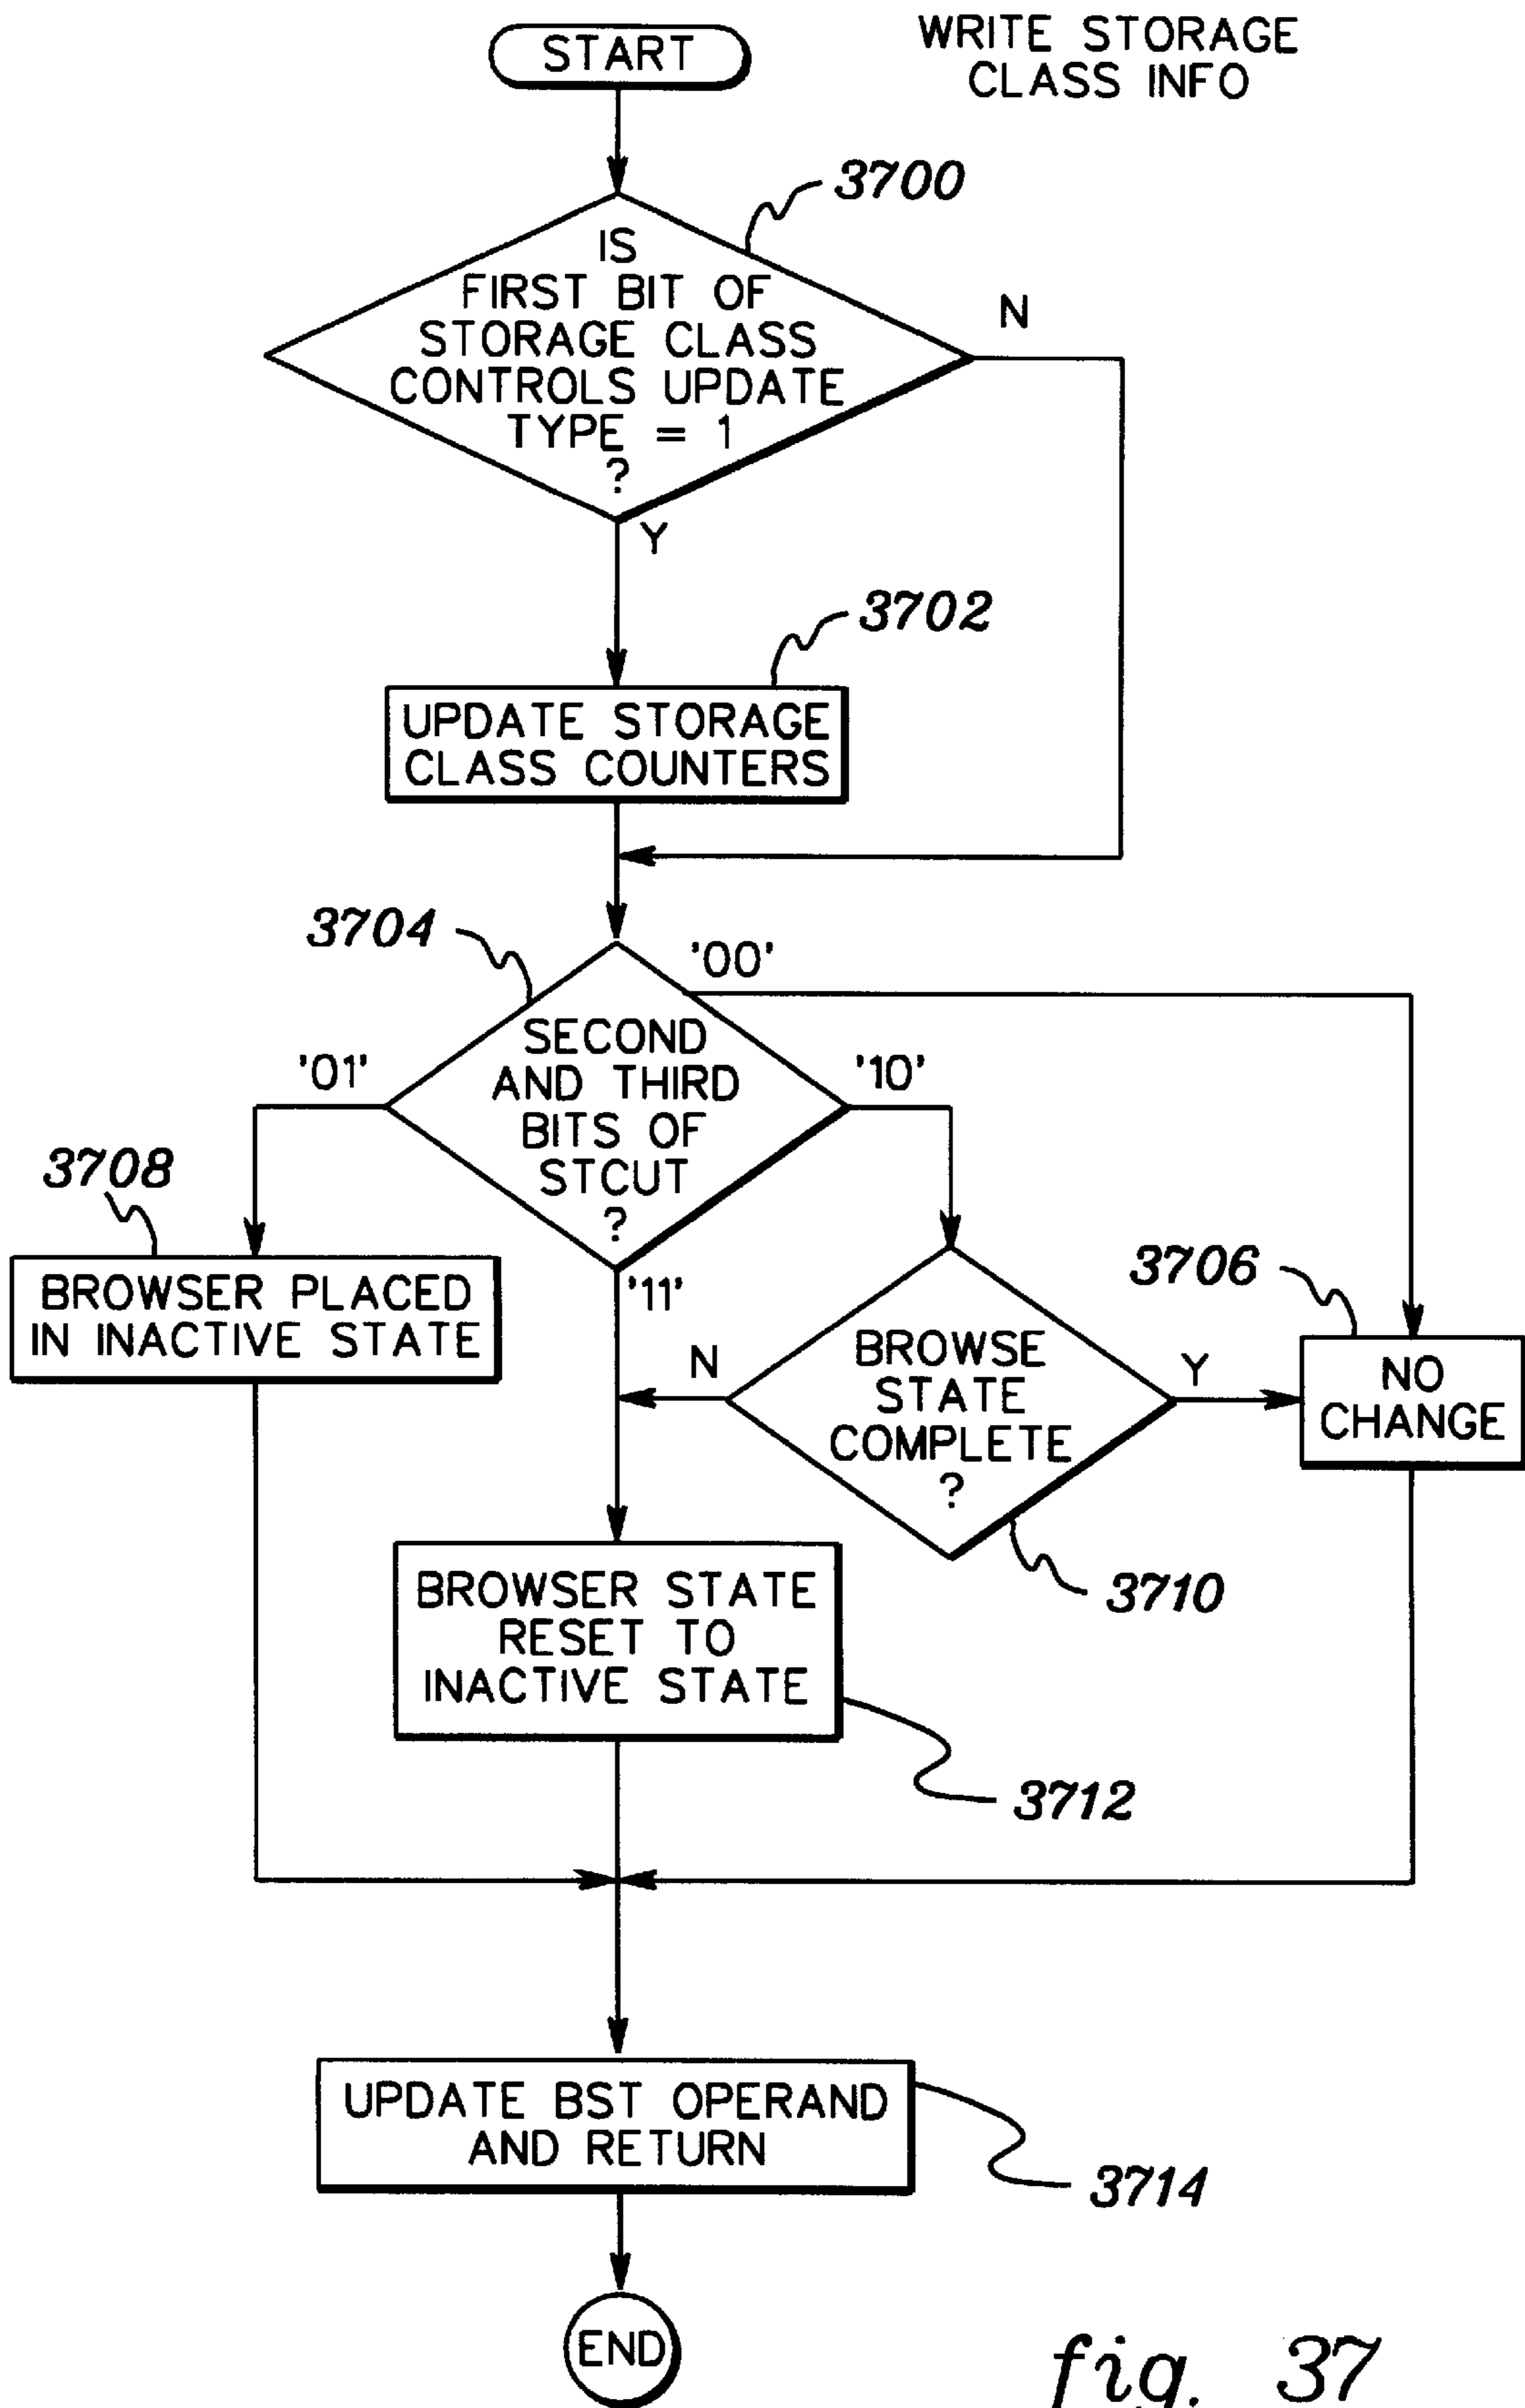 START
WRITE STORAGE
CLASS INFO
3700
IS
FIRST BIT OF
STORAGE CLASS
CONTROLS UPDATE
TYPE = 1
?
N
Y
3702
UPDATE STORAGE
CLASS COUNTERS
3704
'00'
SECOND
AND THIRD
BITS OF
STCUT
?
'01'
'10'
'11'
3708
BROWSER PLACED
IN INACTIVE STATE
3706
NO
CHANGE
BROWSE
STATE
COMPLETE
?
N
Y
3710
BROWSER STATE
RESET TO
INACTIVE STATE
3712
UPDATE BST OPERAND
AND RETURN
3714
END
fig. 37